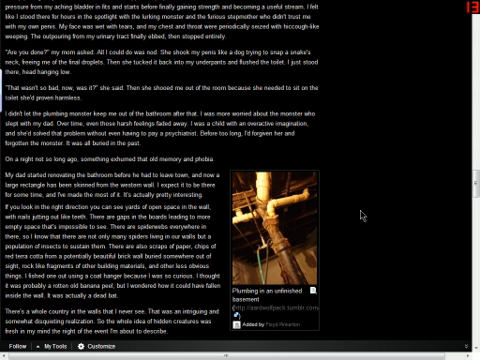 pressure from my aching bladder in fits and starts before finally gaining strength and becoming a useful stream. I felt
like I stood there for hours in the spotlight with the lurking monster and the furious stepmother who didn't trust me
with my own penis. My face was wet with tears, and my chest and throat were periodically seized with hiccough-like
weeping. The outpouring from my urinary tract finally ebbed, then stopped entirely.
"Are you done?" my mom asked. All I could do was nod. She shook my penis like a dog trying to snap a snake's
neck, freeing me of the final droplets. Then she tucked it back into my underpants and flushed the toilet. I just stood
there, head hanging low.
"That wasn't so bad, now, was it?" she said. Then she shooed me out of the room because she needed to sit on the
toilet she'd proven harmless.
I didn't let the plumbing monster keep me out of the bathroom after that. I was more worried about the monster who
slept with my dad. Over time, even those harsh feelings faded away. I was a child with an overactive imagination,
and she'd solved that problem without even having to pay a psychiatrist. Before too long, I'd forgiven her and
forgotten the monster. It was all buried in the past.
On a night not so long ago, something exhumed that old memory and phobia.
My dad started renovating the bathroom before he had to leave town, and now a
large rectangle has been skinned from the western wall. I expect it to be there
for some time, and I've made the most of it. It's actually pretty interesting.
If you look in the right direction you can see yards of open space in the wall,
with nails jutting out like teeth. There are gaps in the boards leading to more
empty space that's impossible to see. There are spiderwebs everywhere in
there, so I know that there are not only many spiders living in our walls but a
population of insects to sustain them. There are also scraps of paper, chips of
red terra cotta from a potentially beautiful brick wall buried somewhere out of
sight, rock like fragments of other building materials, and other less obvious
things. I fished one out using a coat hanger because I was so curious. I thought
it was probably a rotten old banana peel, but I wondered how it could have fallen
inside the wall. It was actually a dead bat.
There's a whole country in the walls that I never see. That was an intriguing and
somewhat disquieting realization. So the whole idea of hidden creatures was
fresh in my mind the night of the event I'm about to describe.
Plumbing in an unfinished
basement
(http://aardwolfpack.tumblr.com
Added by Floyd Pinkerton
13
Follow
My Tools
Customize